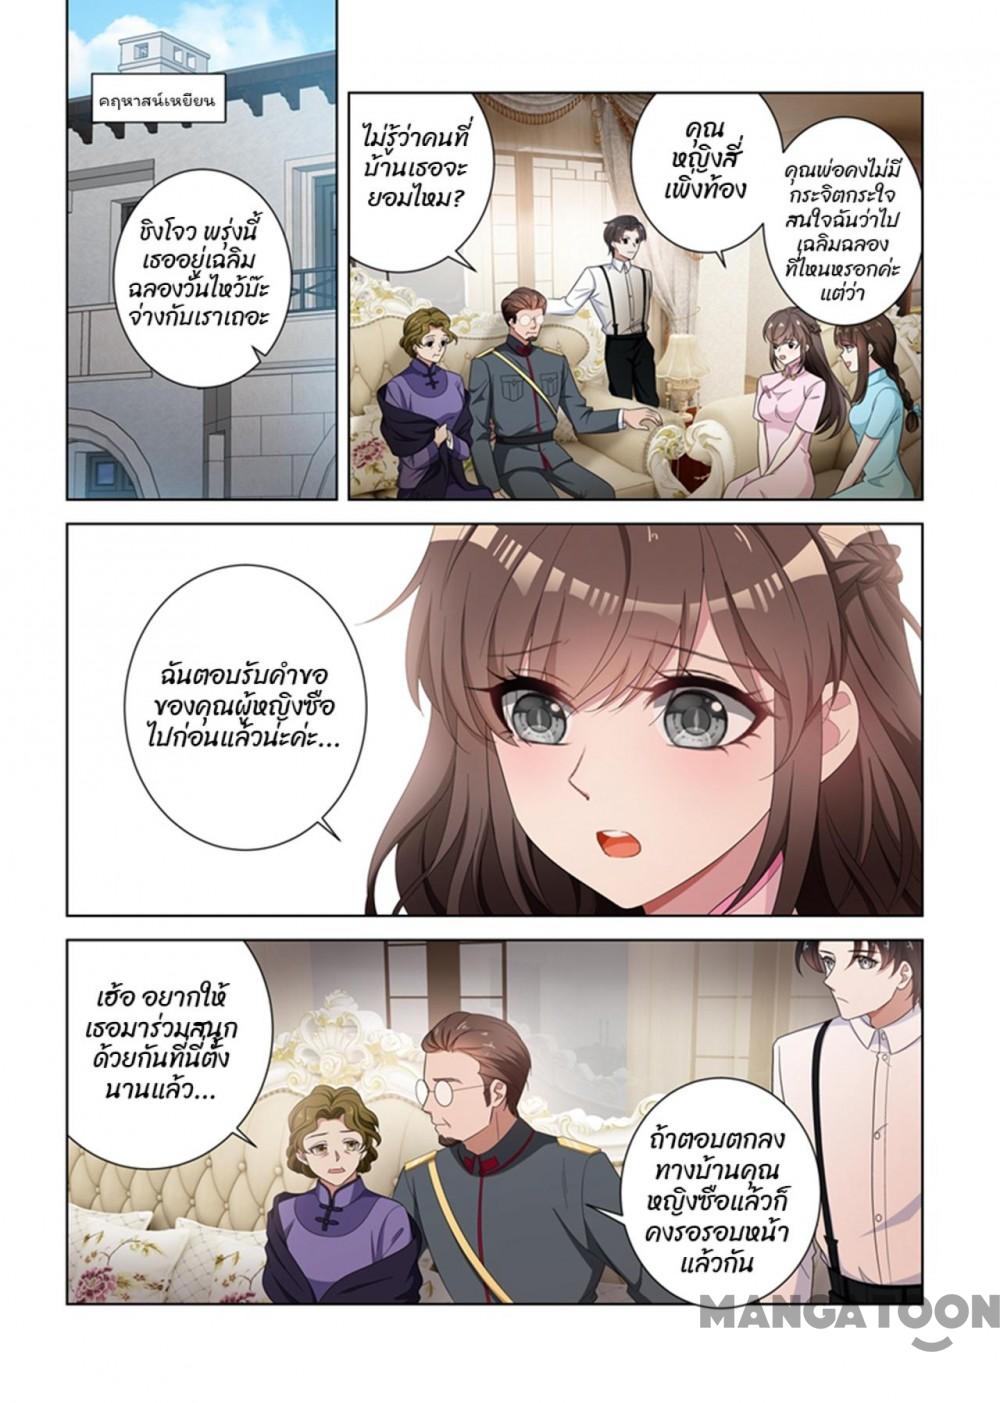 คฤหาสน์เหยียน
ชิงโจว พรุ่งนี้
เธออยู่เฉลิม
ฉลองวันไหว้บ๊ะ
จ่างกับเราเถอะ
ไม่รู้ว่าคนที่
บ้านเธอจะ
ยอมไหม?
คุณ
หญิงสี่
เพิ่งท้อง
คุณพ่อคงไม่มี
กระจิตกระใจ
สนใจฉันว่าไป
เฉลิมฉลอง
ที่ไหนหรอกค่ะ
แต่ว่า
ฉันตอบรับคำขอ
ของคุณผู้หญิงซือ
ไปก่อนแล้วน่ะค่ะ...
เฮ้อ อยากให้
เธอมาร่วมสนุก
ด้วยกันที่นี่ตั้ง
นานแล้ว...
ถ้าตอบตกลง
ทางบ้านคุณ
หญิงซือแล้วก็
คงรอรอบหน้า
แล้วกัน
MANGATOON